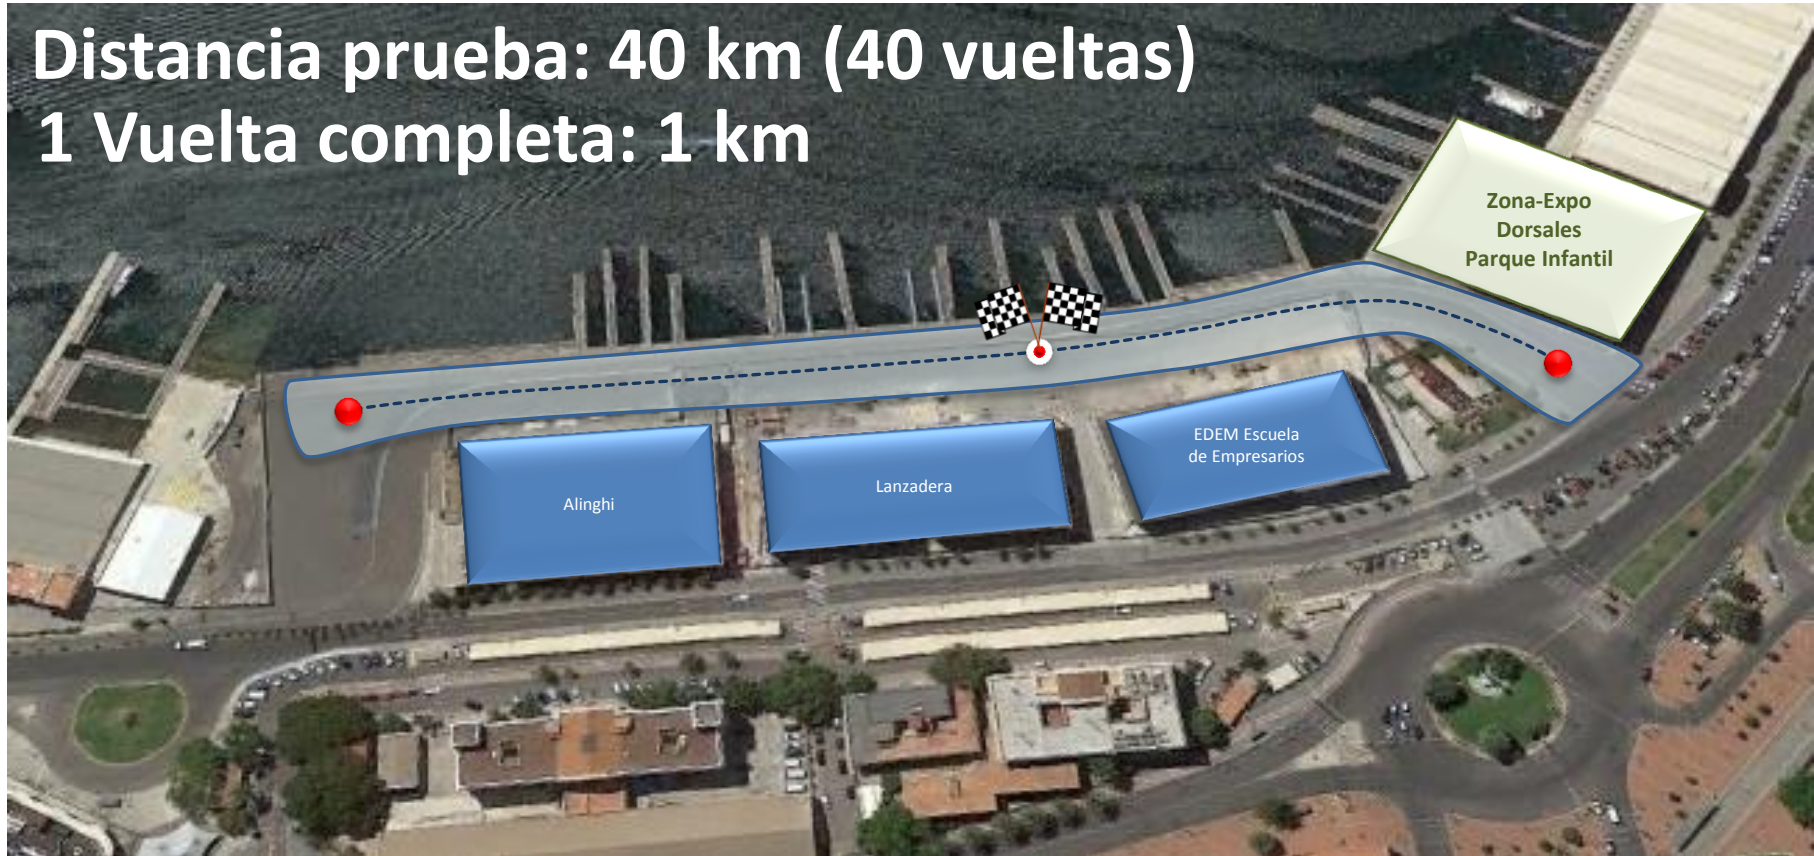 Distancia prueba: 40 km (40 vueltas)
1 Vuelta completa: 1 km
Zona-Expo
Dorsales
Parque Infantil
EDEM Escuela
de Empresarios
Lanzadera
Alinghi